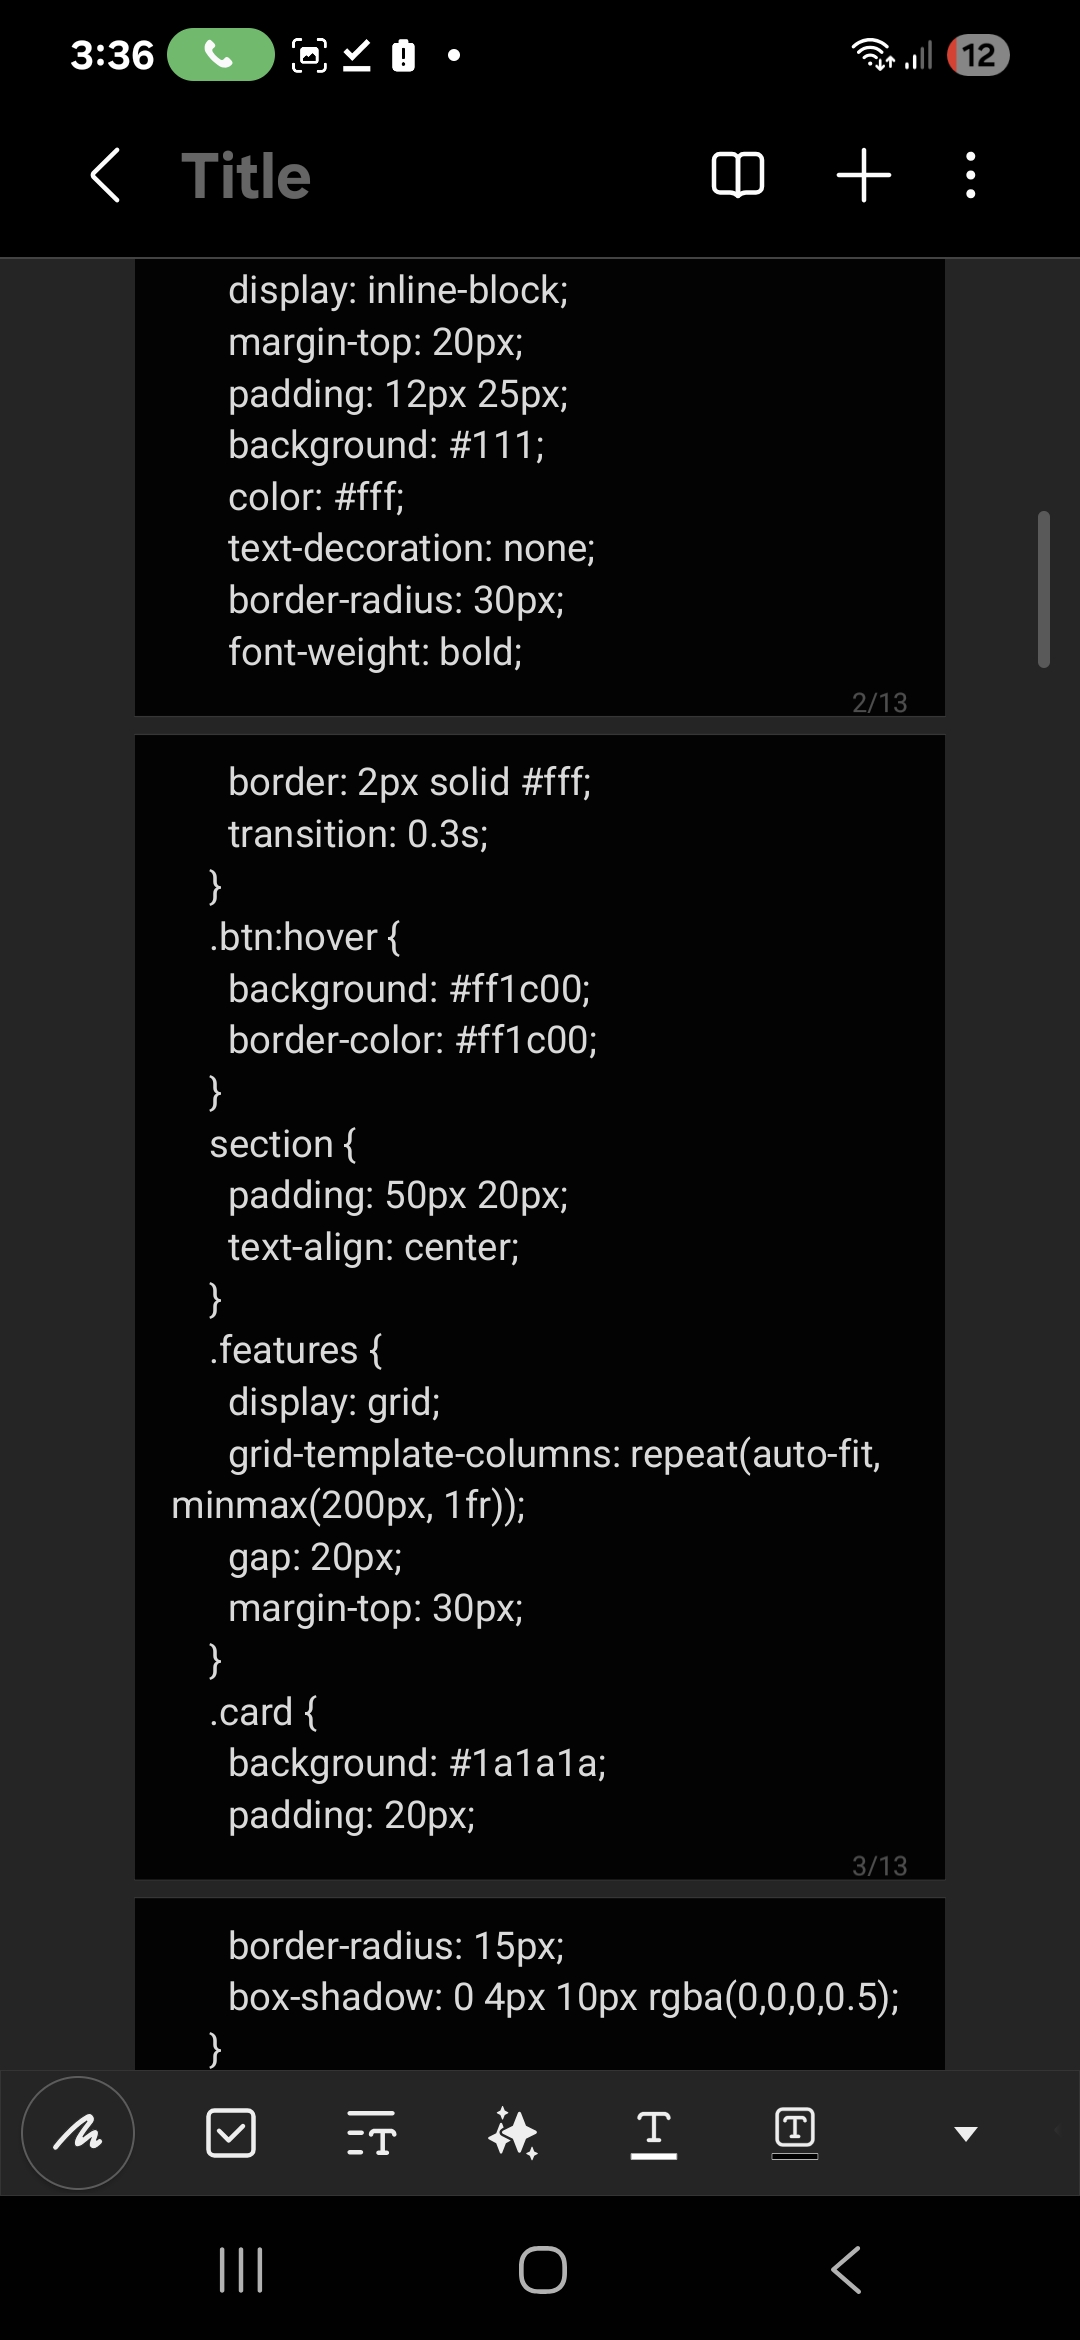 3:36
12
Title
display: inline-block;
margin-top: 20px;
padding: 12px 25px;
background: #111;
color: #fff;
text-decoration: none;
border-radius: 30px;
font-weight: bold;
2/13
border: 2px solid #fff;
transition: 0.3s;
}
.btn:hover {
background: #ff1c00;
border-color: #ff1c00;
}
section {
padding: 50px 20px;
text-align: center;
}
.features {
display: grid;
grid-template-columns: repeat(auto-fit,
minmax(200px, 1fr));
gap: 20px;
margin-top: 30px;
}
.card {
background: #1a1a1a;
padding: 20px;
3/13
border-radius: 15px;
box-shadow: 0 4px 10px rgba(0,0,0,0.5);
}